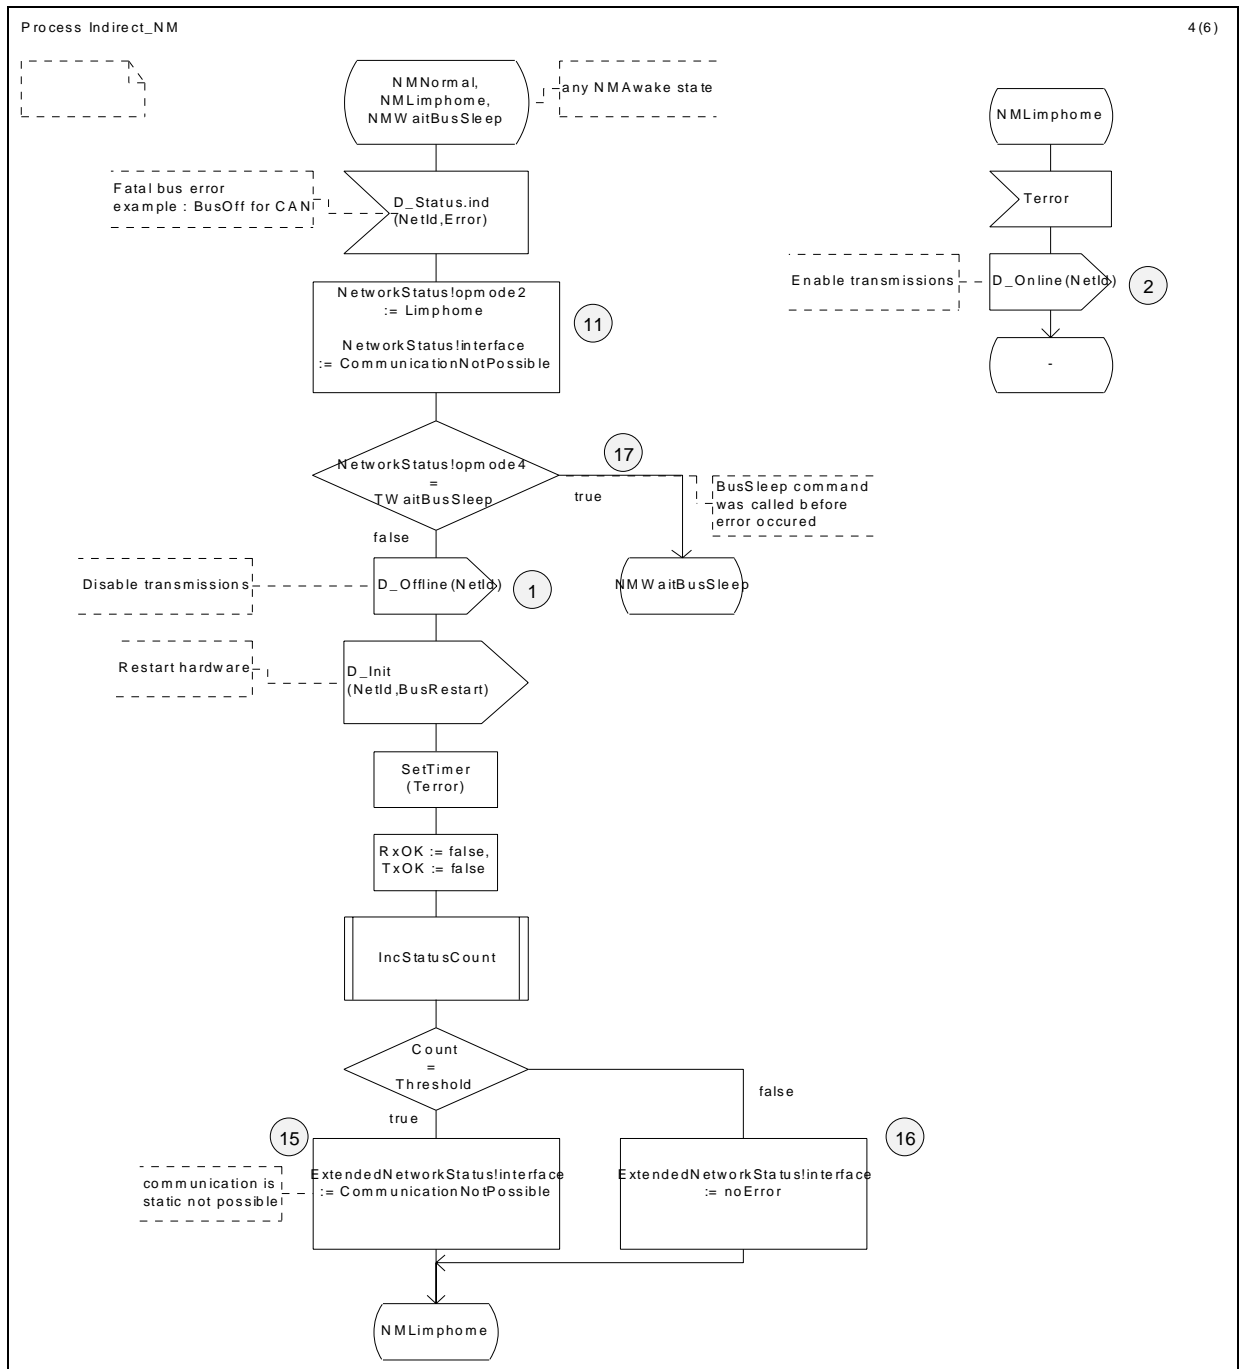 Process Indirect_NM
4(6)
NMNormal,
NMLimphome,
NMWaitBusSleep
any NMAwake state
NMLimphome
Fatal bus error
example : BusOff for CAN
D_Status.ind
(NetId,Error)
Terror
Enable transmissions
D_Online(NetId)
2
NetworkStatus!opmode2
:= Limphome
NetworkStatus!interface
:= CommunicationNotPossible
11
-
NetworkStatus!opmode4
=
TWaitBusSleep
17
true
BusSleep command
was called before
error occured
false
Disable transmissions
D_Offline(NetId)
1
NMWaitBusSleep
Restart hardware
D_Init
(NetId,BusRestart)
SetTimer
(Terror)
RxOK := false,
TxOK := false
IncStatusCount
Count
=
Threshold
false
true
15
16
communication is
static not possible
ExtendedNetworkStatus!interface
:= CommunicationNotPossible
ExtendedNetworkStatus!interface
:= noError
NMLimphome